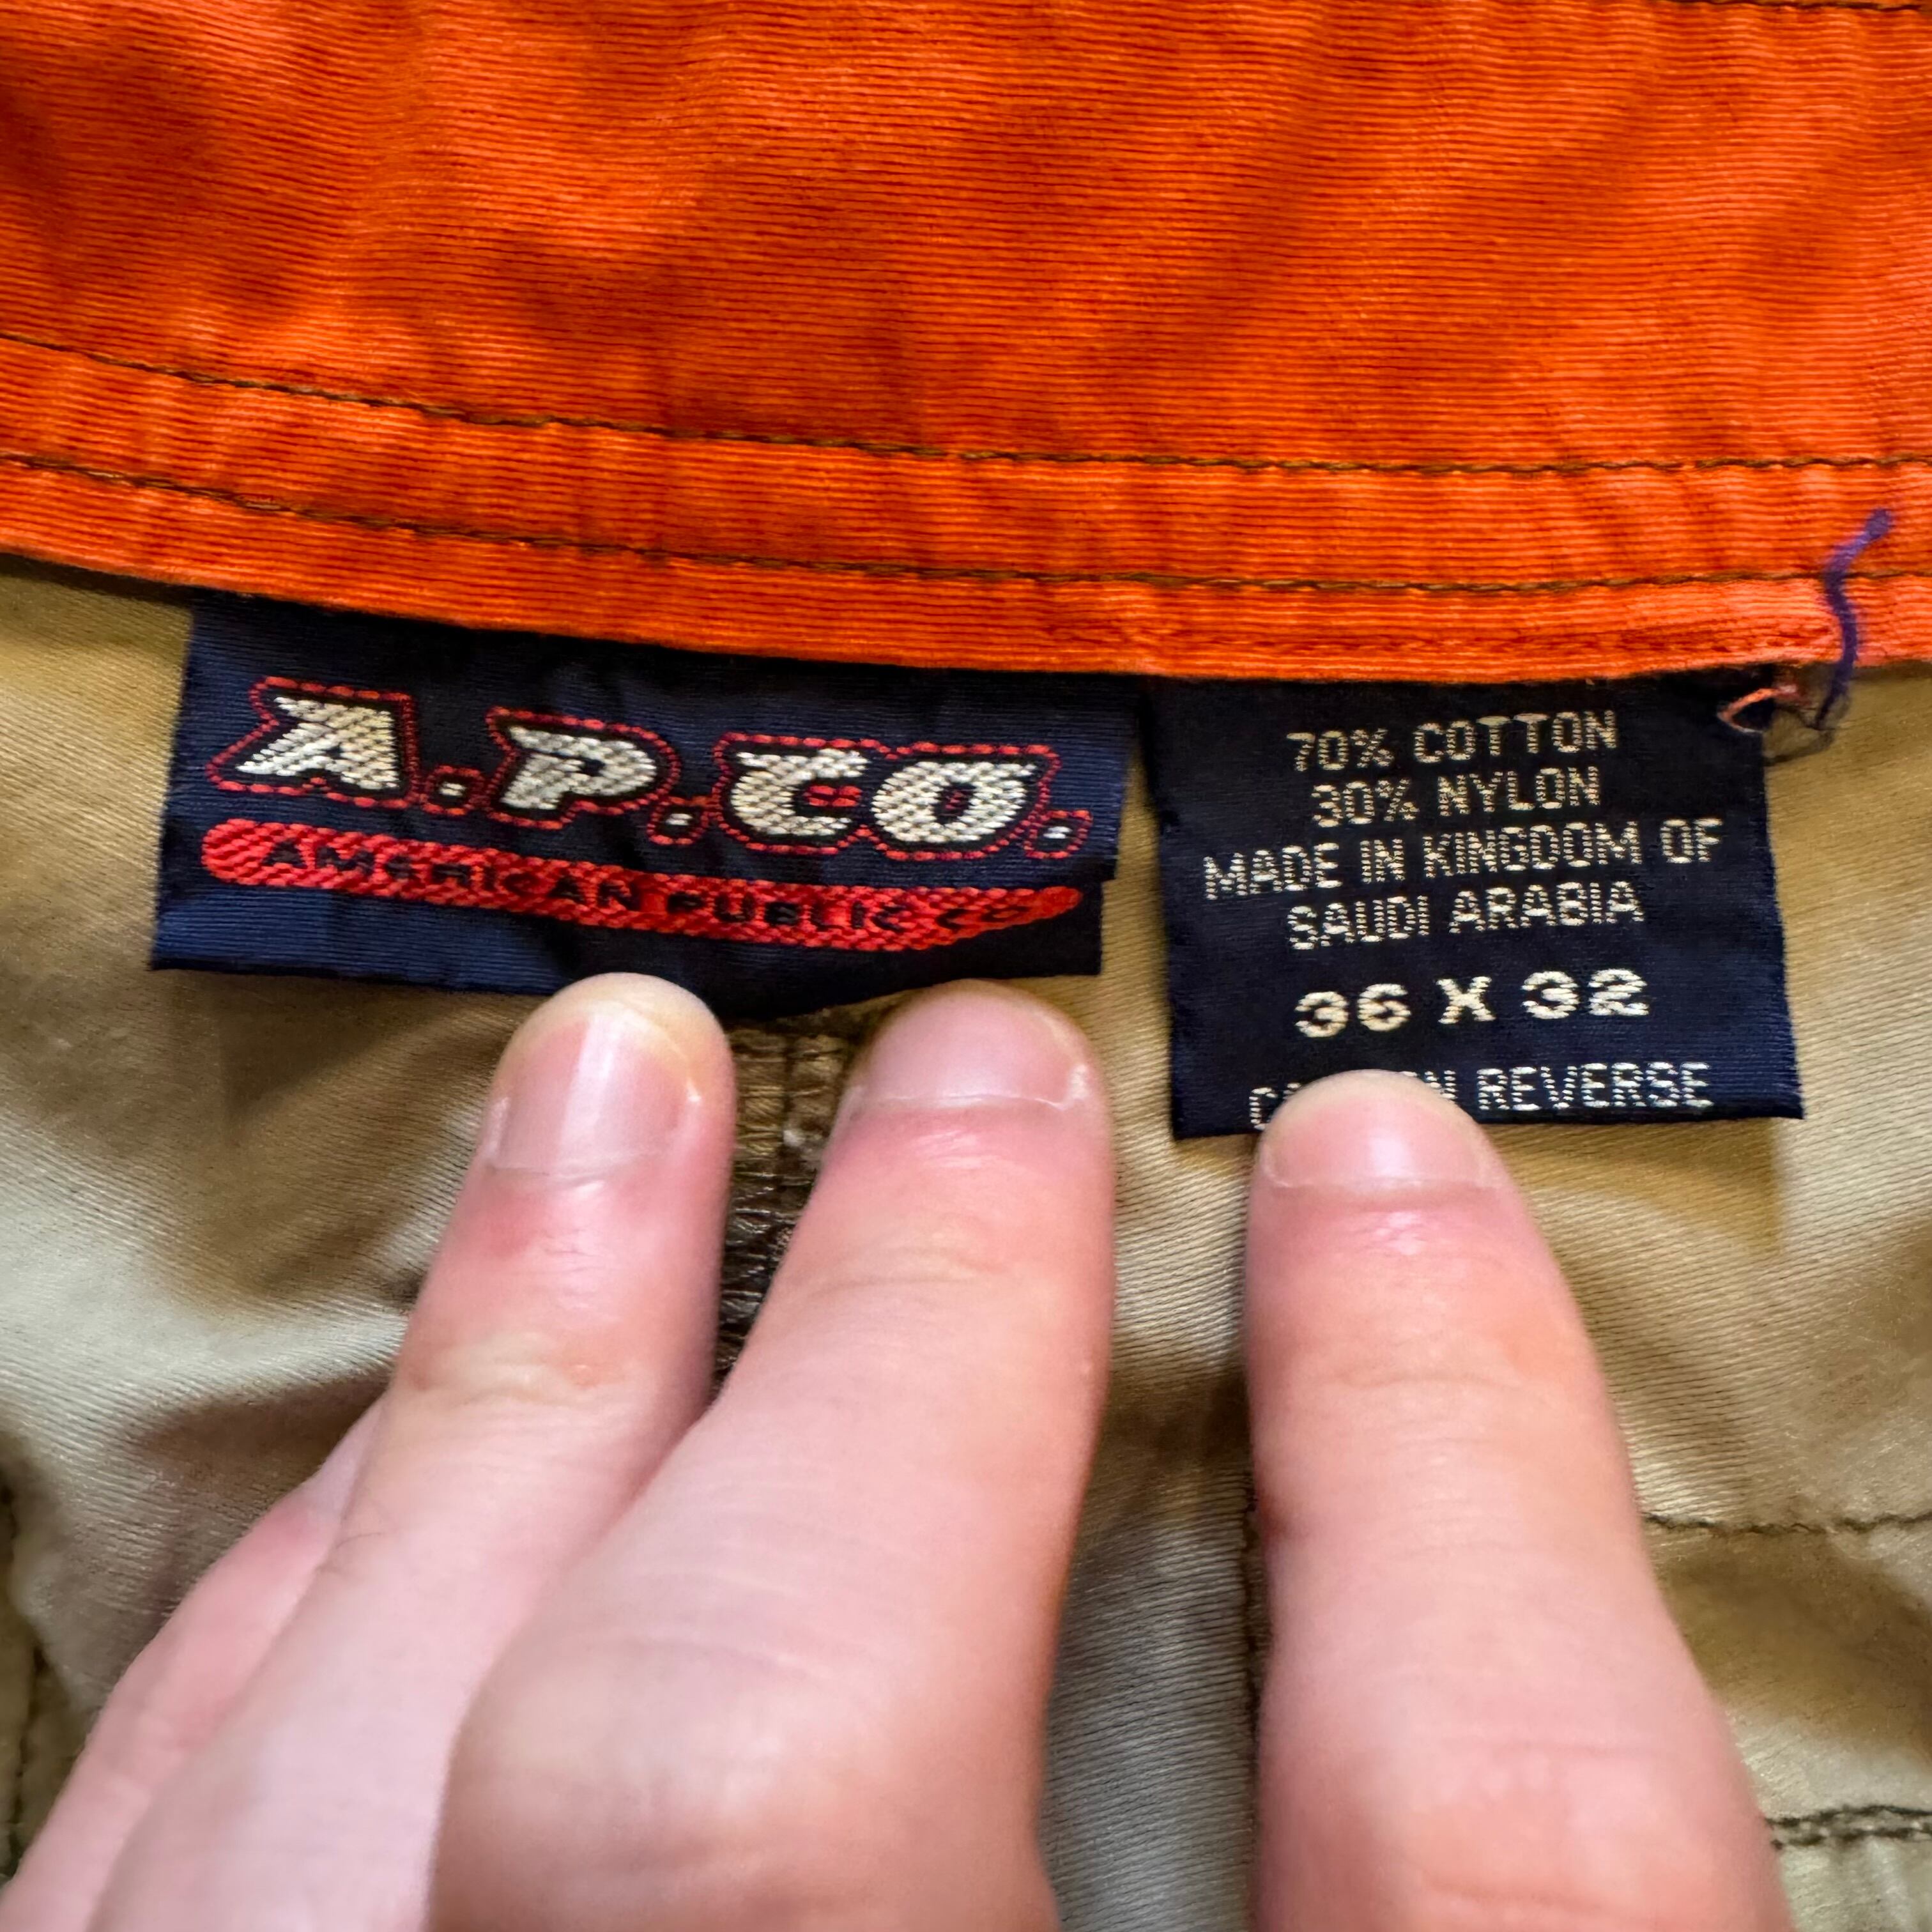 A.P.CO.
AMERICAN PUBLIC CO
70% COTTON
30% NYLON
MADE IN KINGDOM OF
SAUDI ARABIA
36 X 32
REVERSE